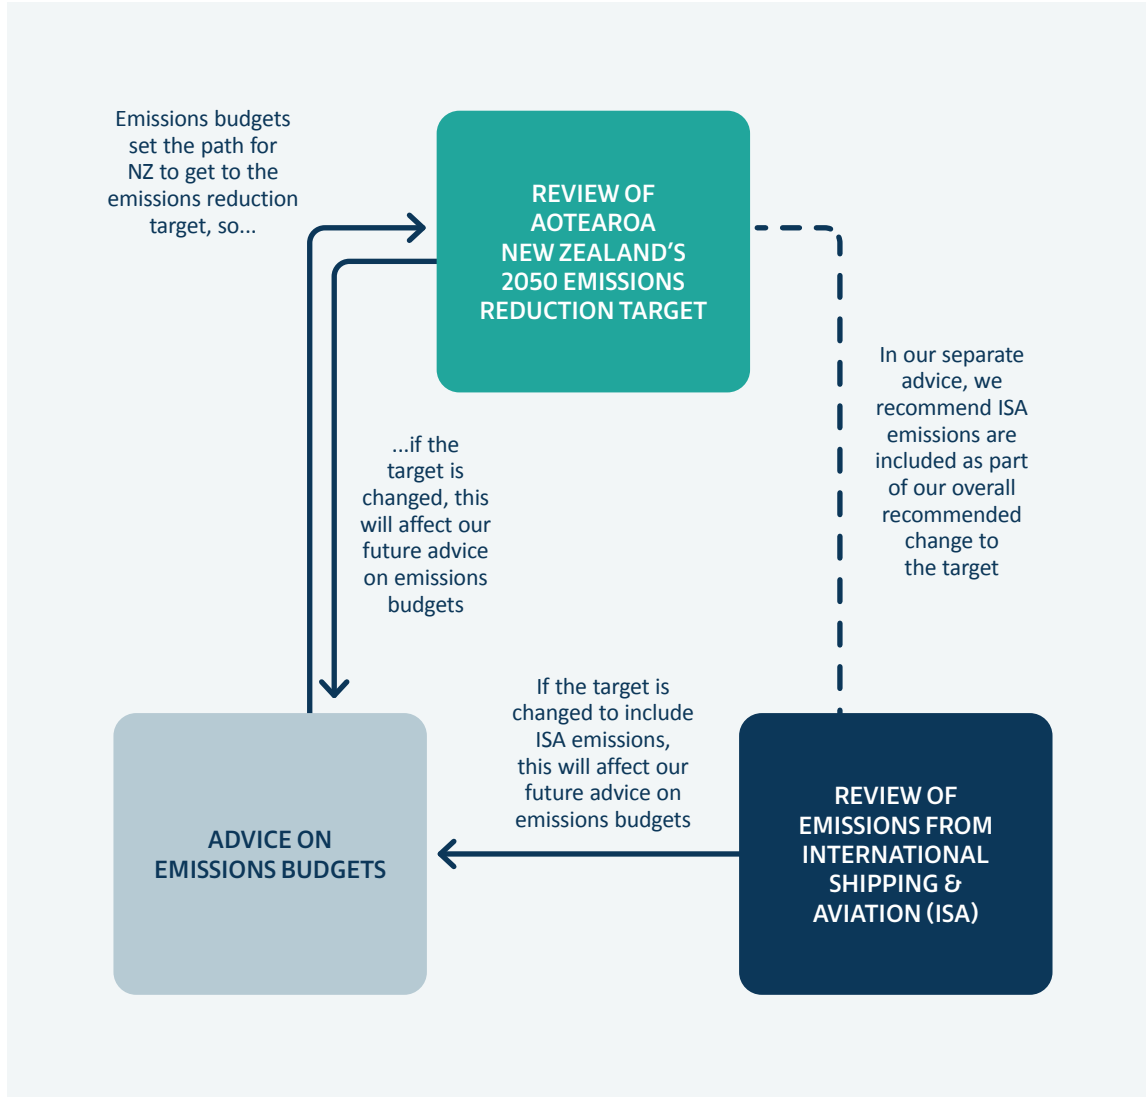 Emissions budgets
set the path for
NZ to get to the
emissions reduction
target, so...
REVIEW OF
AOTEAROA
NEW ZEALAND’S
2050 EMISSIONS
REDUCTION TARGET
...if the
target is
changed, this
will affect our
future advice
on emissions
budgets
In our separate
advice, we
recommend ISA
emissions are
included as part
of our overall
recommended
change to
the target
If the target is
changed to include
ISA emissions,
this will affect our
future advice on
emissions budgets
ADVICE ON
EMISSIONS BUDGETS
REVIEW OF
EMISSIONS FROM
INTERNATIONAL
SHIPPING &
AVIATION (ISA)